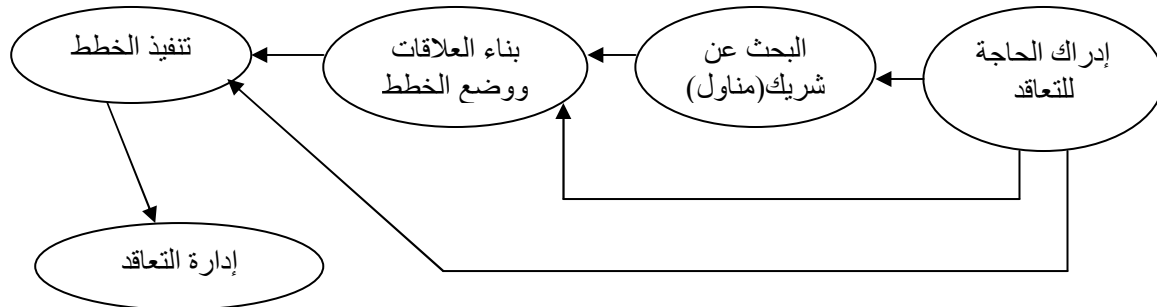 إدراك الحاجة
للتعاقد
البحث عن
شريك(مناول)
بناء العلاقات
ووضع الخطط
تنفيذ الخطط
إدارة التعاقد